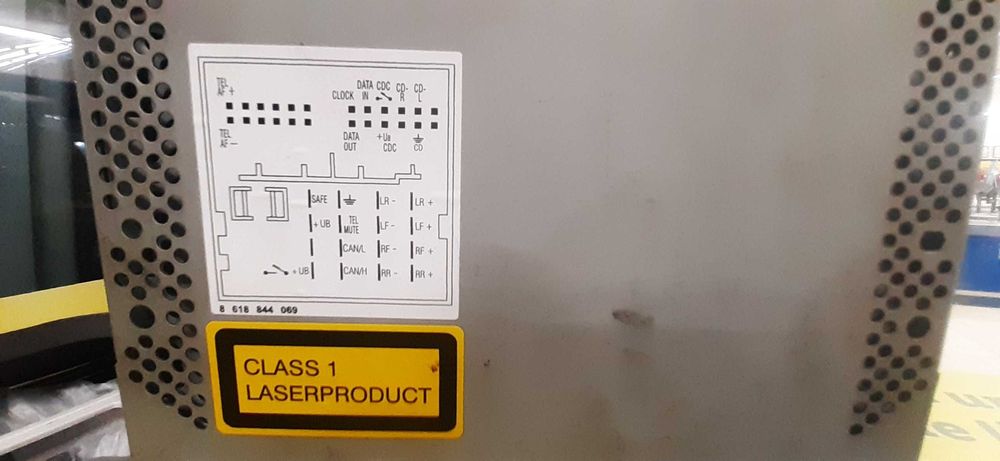 TEL
AF +
DATA CDC CD- CD-
CLOCK IN R L
TEL
AF –
DATA +UB CD
OUT CDC
SAFE LR - LR +
+ UB TEL
MUTE LF - LF +
CAN/L RF - RF +
+ UB CAN/H RR - RR +
8 618 844 069
CLASS 1
LASERPRODUCT